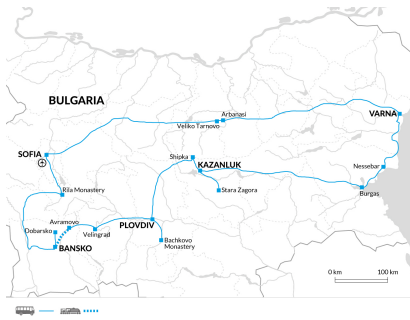 BULGARIA
Arbanasi
VARNA
Veliko Tarnovo
SOFIA
Shipka
KAZANLUK
Nessebar
Rila Monastery
Stara Zagora
Burgas
Avramovo
Dobarsko
PLOVDIV
Velingrad
Bachkovo
Monastery
BANSKO
0 km
100 km